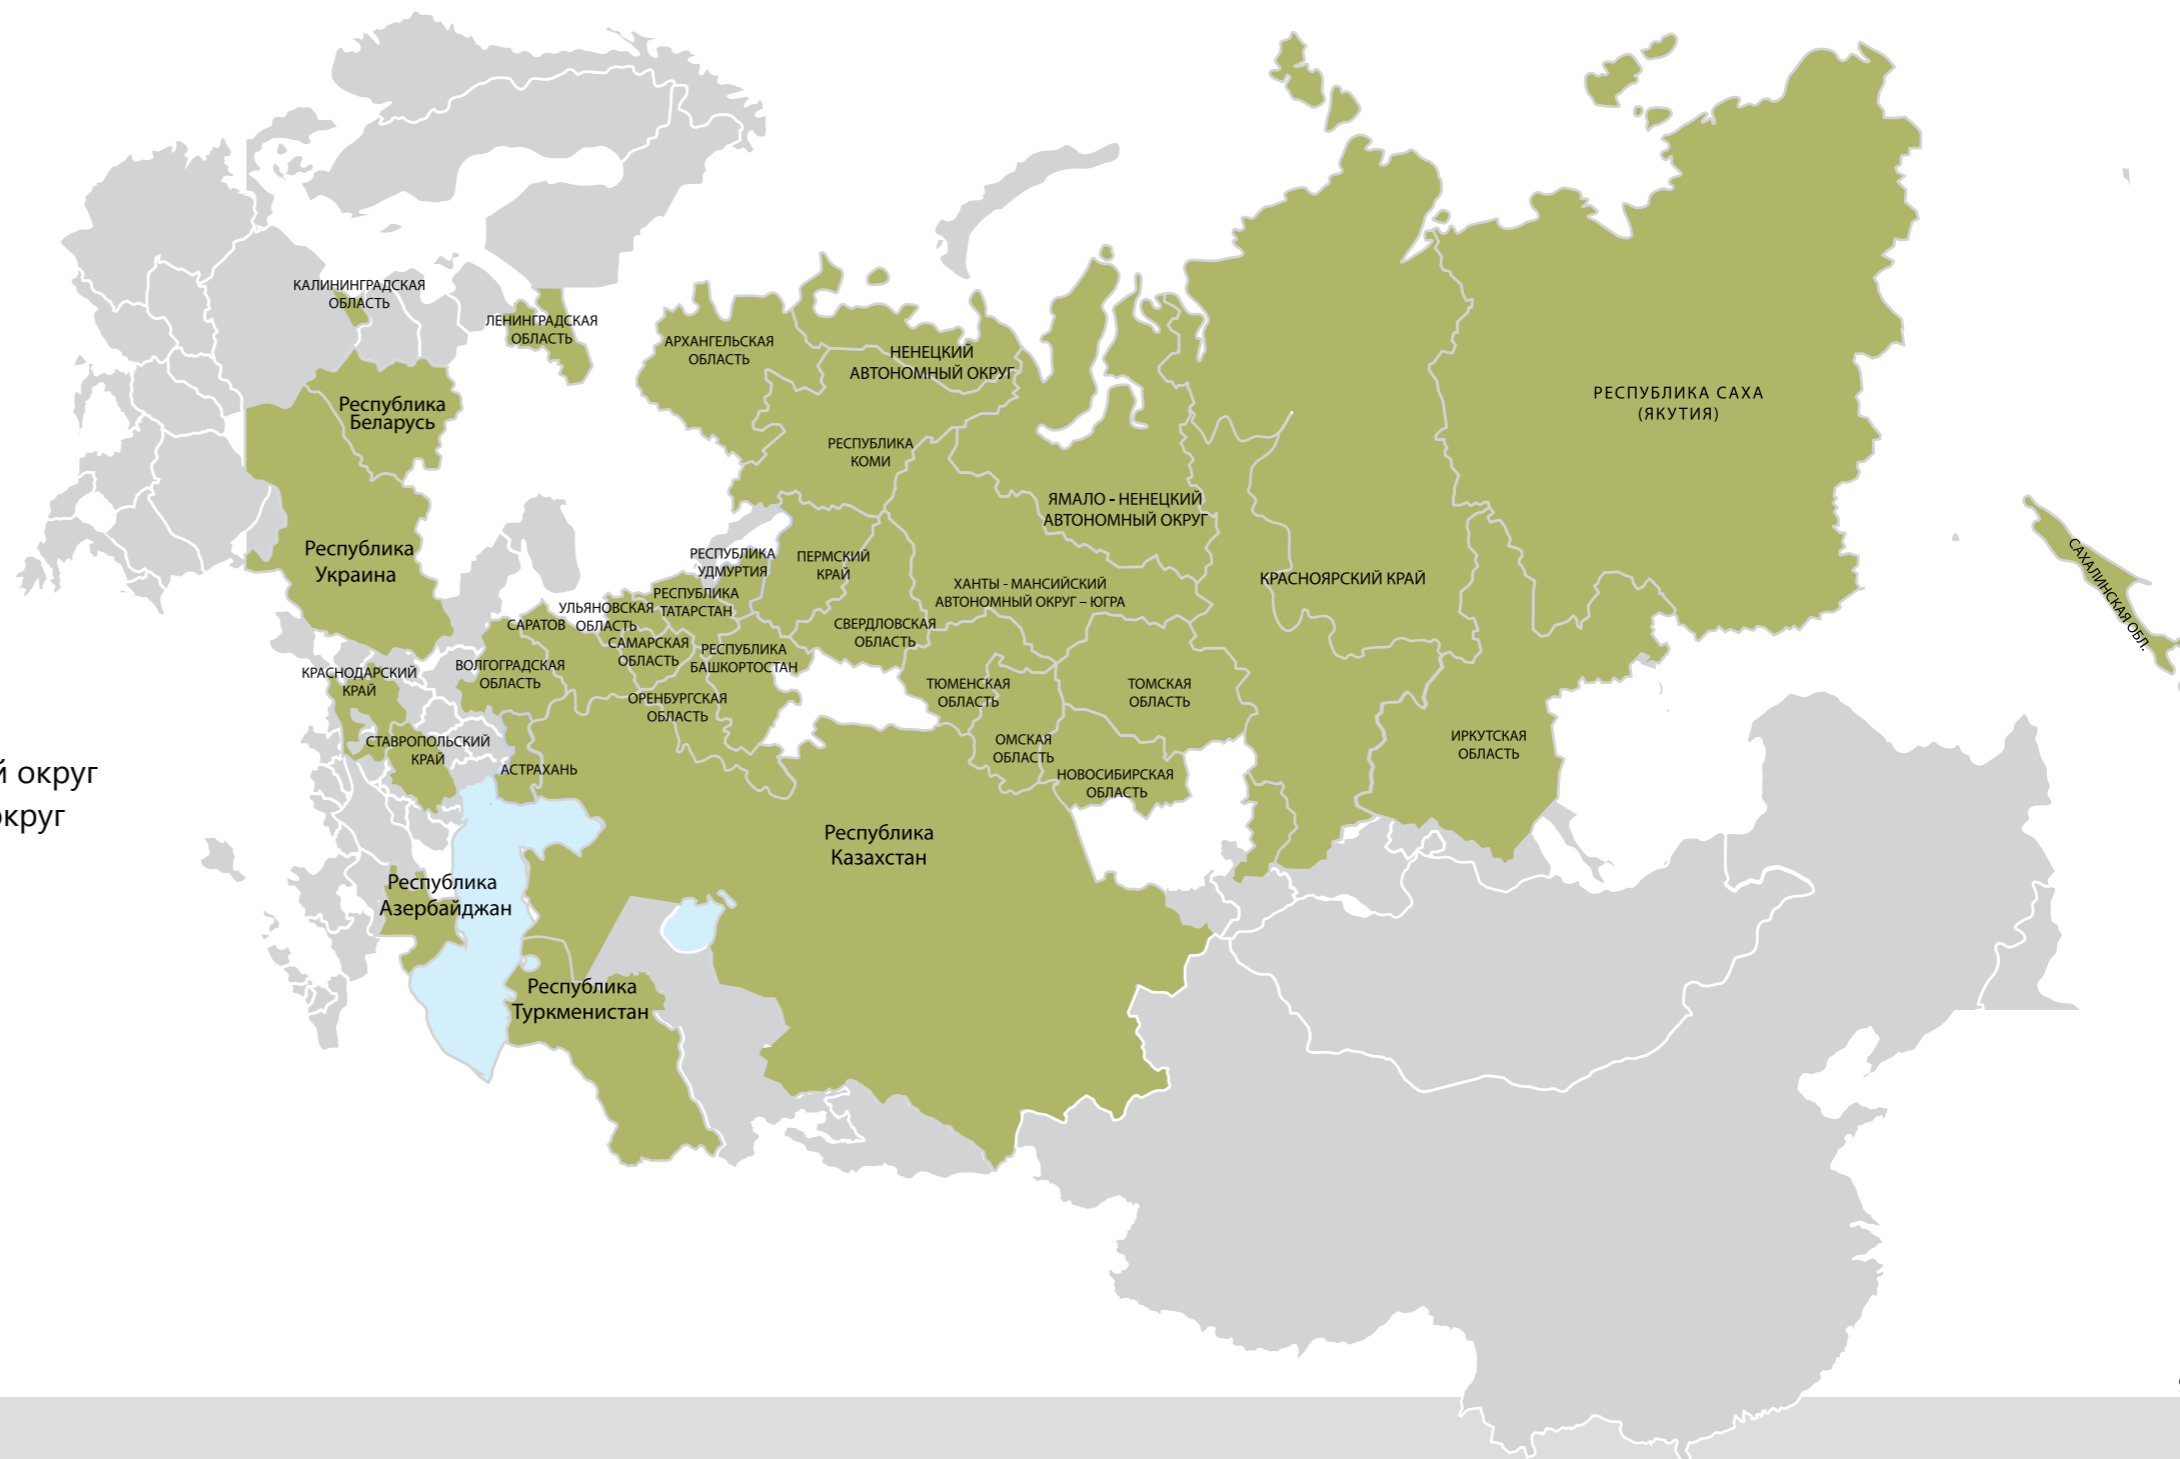 КАЛИНИНГРАДСКАЯ
ОБЛАСТЬ
ЛЕНИНГРАДСКАЯ
ОБЛАСТЬ
АРХАНГЕЛЬСКАЯ
ОБЛАСТЬ
НЕНЕЦКИЙ
АВТОНОМНЫЙ ОКРУГ
РЕСПУБЛИКА САХА
(ЯКУТИЯ)
Республика
Беларусь
РЕСПУБЛИКА
КОМИ
ЯМАЛО - НЕНЕЦКИЙ
АВТОНОМНЫЙ ОКРУГ
Республика
Украина
РЕСПУБЛИКА
УДМУРТИЯ
ПЕРМСКИЙ
КРАЙ
ХАНТЫ - МАНСИЙСКИЙ
АВТОНОМНЫЙ ОКРУГ – ЮГРА
КРАСНОЯРСКИЙ КРАЙ
САХАЛИНСКАЯ ОБЛ.
РЕСПУБЛИКА
ТАТАРСТАН
УЛЬЯНОВСКАЯ
ОБЛАСТЬ
САРАТОВ
СВЕРДЛОВСКАЯ
ОБЛАСТЬ
САМАРСКАЯ
ОБЛАСТЬ
РЕСПУБЛИКА
БАШКОРТОСТАН
ВОЛГОГРАДСКАЯ
ОБЛАСТЬ
КРАСНОДАРСКИЙ
КРАЙ
ОРЕНБУРГСКАЯ
ОБЛАСТЬ
ТЮМЕНСКАЯ
ОБЛАСТЬ
ТОМСКАЯ
ОБЛАСТЬ
СТАВРОПОЛЬСКИЙ
КРАЙ
АСТРАХАНЬ
ОМСКАЯ
ОБЛАСТЬ
НОВОСИБИРСКАЯ
ОБЛАСТЬ
ИРКУТСКАЯ
ОБЛАСТЬ
й округ
округ
Республика
Казахстан
Республика
Азербайджан
Республика
Туркменистан